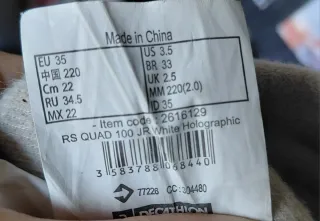 Made in China
EU 35 US 3.5
中国 220 BR 33
Cm 22 UK 2.5
RU 34.5 MM 220(2.0)
MX 22 ID 35
- Item code : 2616129
RS QUAD 100 JR White Holographic
3 583788 068440
77226 CC: 304480
DECATHLON